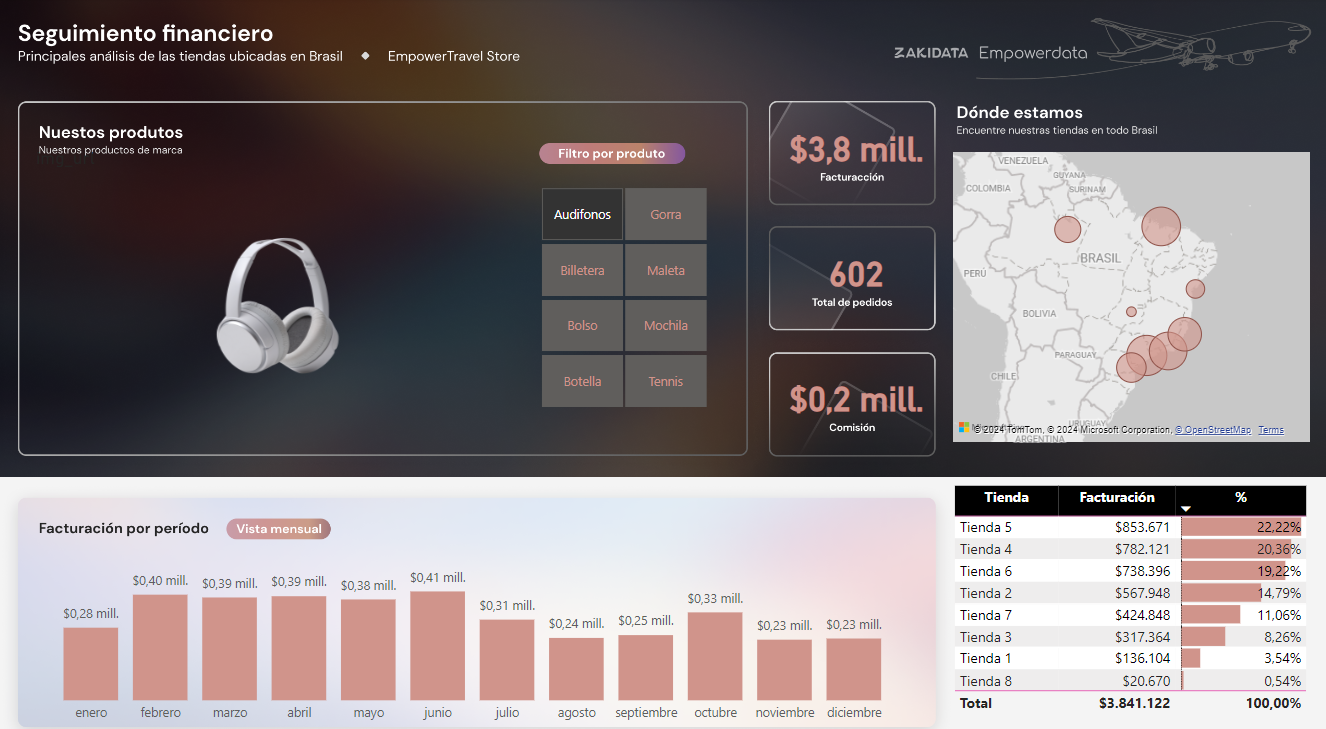 Seguimiento financiero
Principales análisis de las tiendas ubicadas en Brasil ◆ EmpowerTravel Store
ZAKIDATA Empowerdata
Nuestos produtos
Nuestros productos de marca
Filtro por produto
Audifonos Gorra
Billetera Maleta
Bolso Mochila
Botella Tennis
$3,8 mill.
Facturacción
602
Total de pedidos
$0,2 mill.
Comisión
Dónde estamos
Encuentre nuestras tiendas en todo Brasil
VENEZUELA
GUYANA
COLOMBIA
SURINAM
BRASIL
PERÚ
BOLIVIA
PARAGUAY
CHILE
URUGUAY
© 2024 TomTom, © 2024 Microsoft Corporation, © OpenStreetMap Terms
ARGENTINA
Facturación por período Vista mensual
$0,28 mill. $0,40 mill. $0,39 mill. $0,39 mill. $0,38 mill. $0,41 mill. $0,31 mill. $0,24 mill. $0,25 mill. $0,33 mill. $0,23 mill. $0,23 mill.
enero febrero marzo abril mayo junio julio agosto septiembre octubre noviembre diciembre
Tienda Facturación %
Tienda 5 $853.671 22,22%
Tienda 4 $782.121 20,36%
Tienda 6 $738.396 19,22%
Tienda 2 $567.948 14,79%
Tienda 7 $424.848 11,06%
Tienda 3 $317.364 8,26%
Tienda 1 $136.104 3,54%
Tienda 8 $20.670 0,54%
Total $3.841.122 100,00%